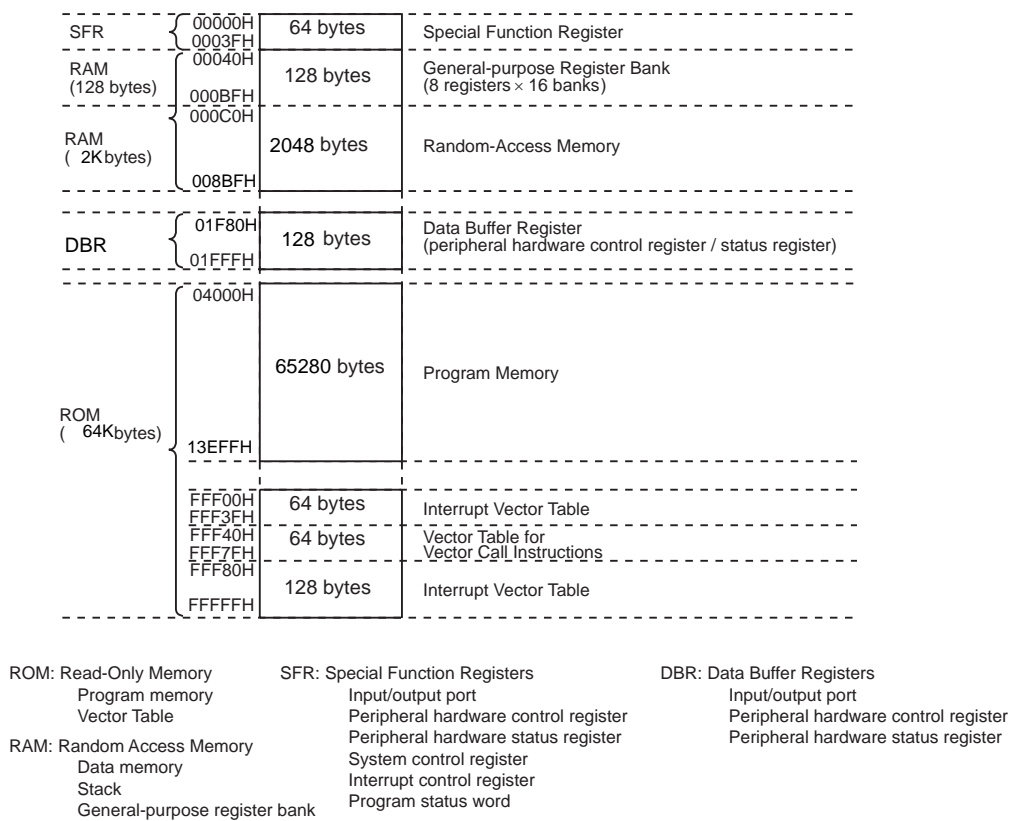 SFR
00000H
0003FH
64 bytes
Special Function Register
RAM
(128 bytes)
00040H
000BFH
128 bytes
General-purpose Register Bank
(8 registers × 16 banks)
RAM
( 2Kbytes)
000C0H
008BFH
2048 bytes
Random-Access Memory
DBR
01F80H
01FFFH
128 bytes
Data Buffer Register
(peripheral hardware control register / status register)
ROM
( 64Kbytes)
04000H
13EFFH
65280 bytes
Program Memory
FFF00H
FFF3FH
64 bytes
Interrupt Vector Table
FFF40H
FFF7FH
64 bytes
Vector Table for
Vector Call Instructions
FFF80H
FFFFFH
128 bytes
Interrupt Vector Table
ROM: Read-Only Memory
Program memory
Vector Table
RAM: Random Access Memory
Data memory
Stack
General-purpose register bank
SFR: Special Function Registers
Input/output port
Peripheral hardware control register
Peripheral hardware status register
System control register
Interrupt control register
Program status word
DBR: Data Buffer Registers
Input/output port
Peripheral hardware control register
Peripheral hardware status register